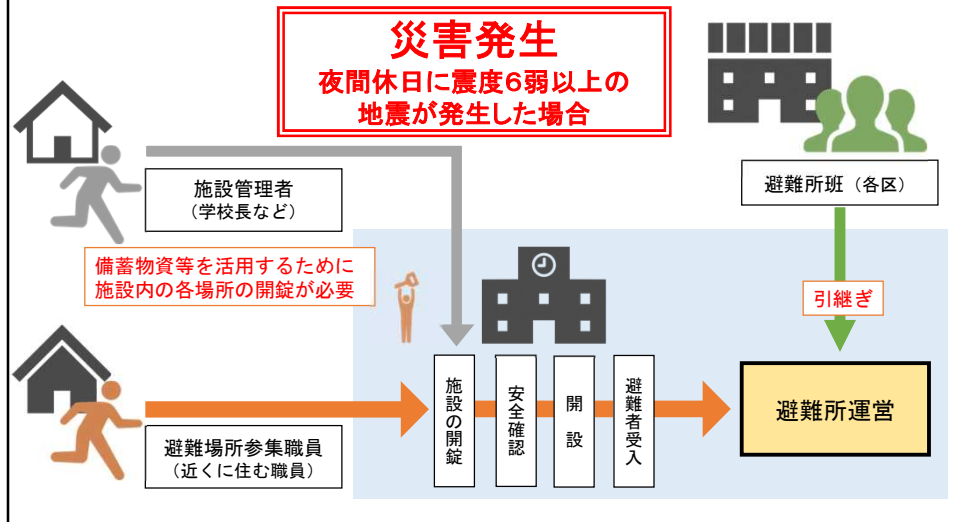 災害発生
夜間休日に震度6弱以上の
地震が発生した場合
施設管理者
（学校長など）
避難所班（各区）
備蓄物資等を活用するために
施設内の各場所の開錠が必要
引継ぎ
施設の開錠
安全確認
開設
避難者受入
避難所運営
避難場所参集職員
（近くに住む職員）